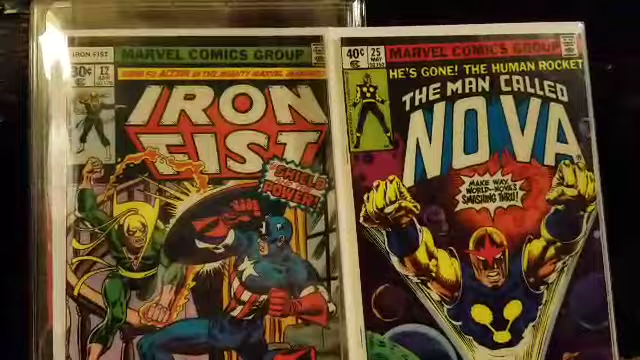 IRON FIST
MARVEL COMICS GROUP
30¢
12
APR
IRON
FIST
"SHIELD
POWER!"
40¢
25
MAY
MARVEL COMICS GROUP
HE'S GONE! THE HUMAN ROCKET
THE MAN CALLED
NOVA
MAKE WAY,
WORLD--NOVA'S
SMASHING THRU!